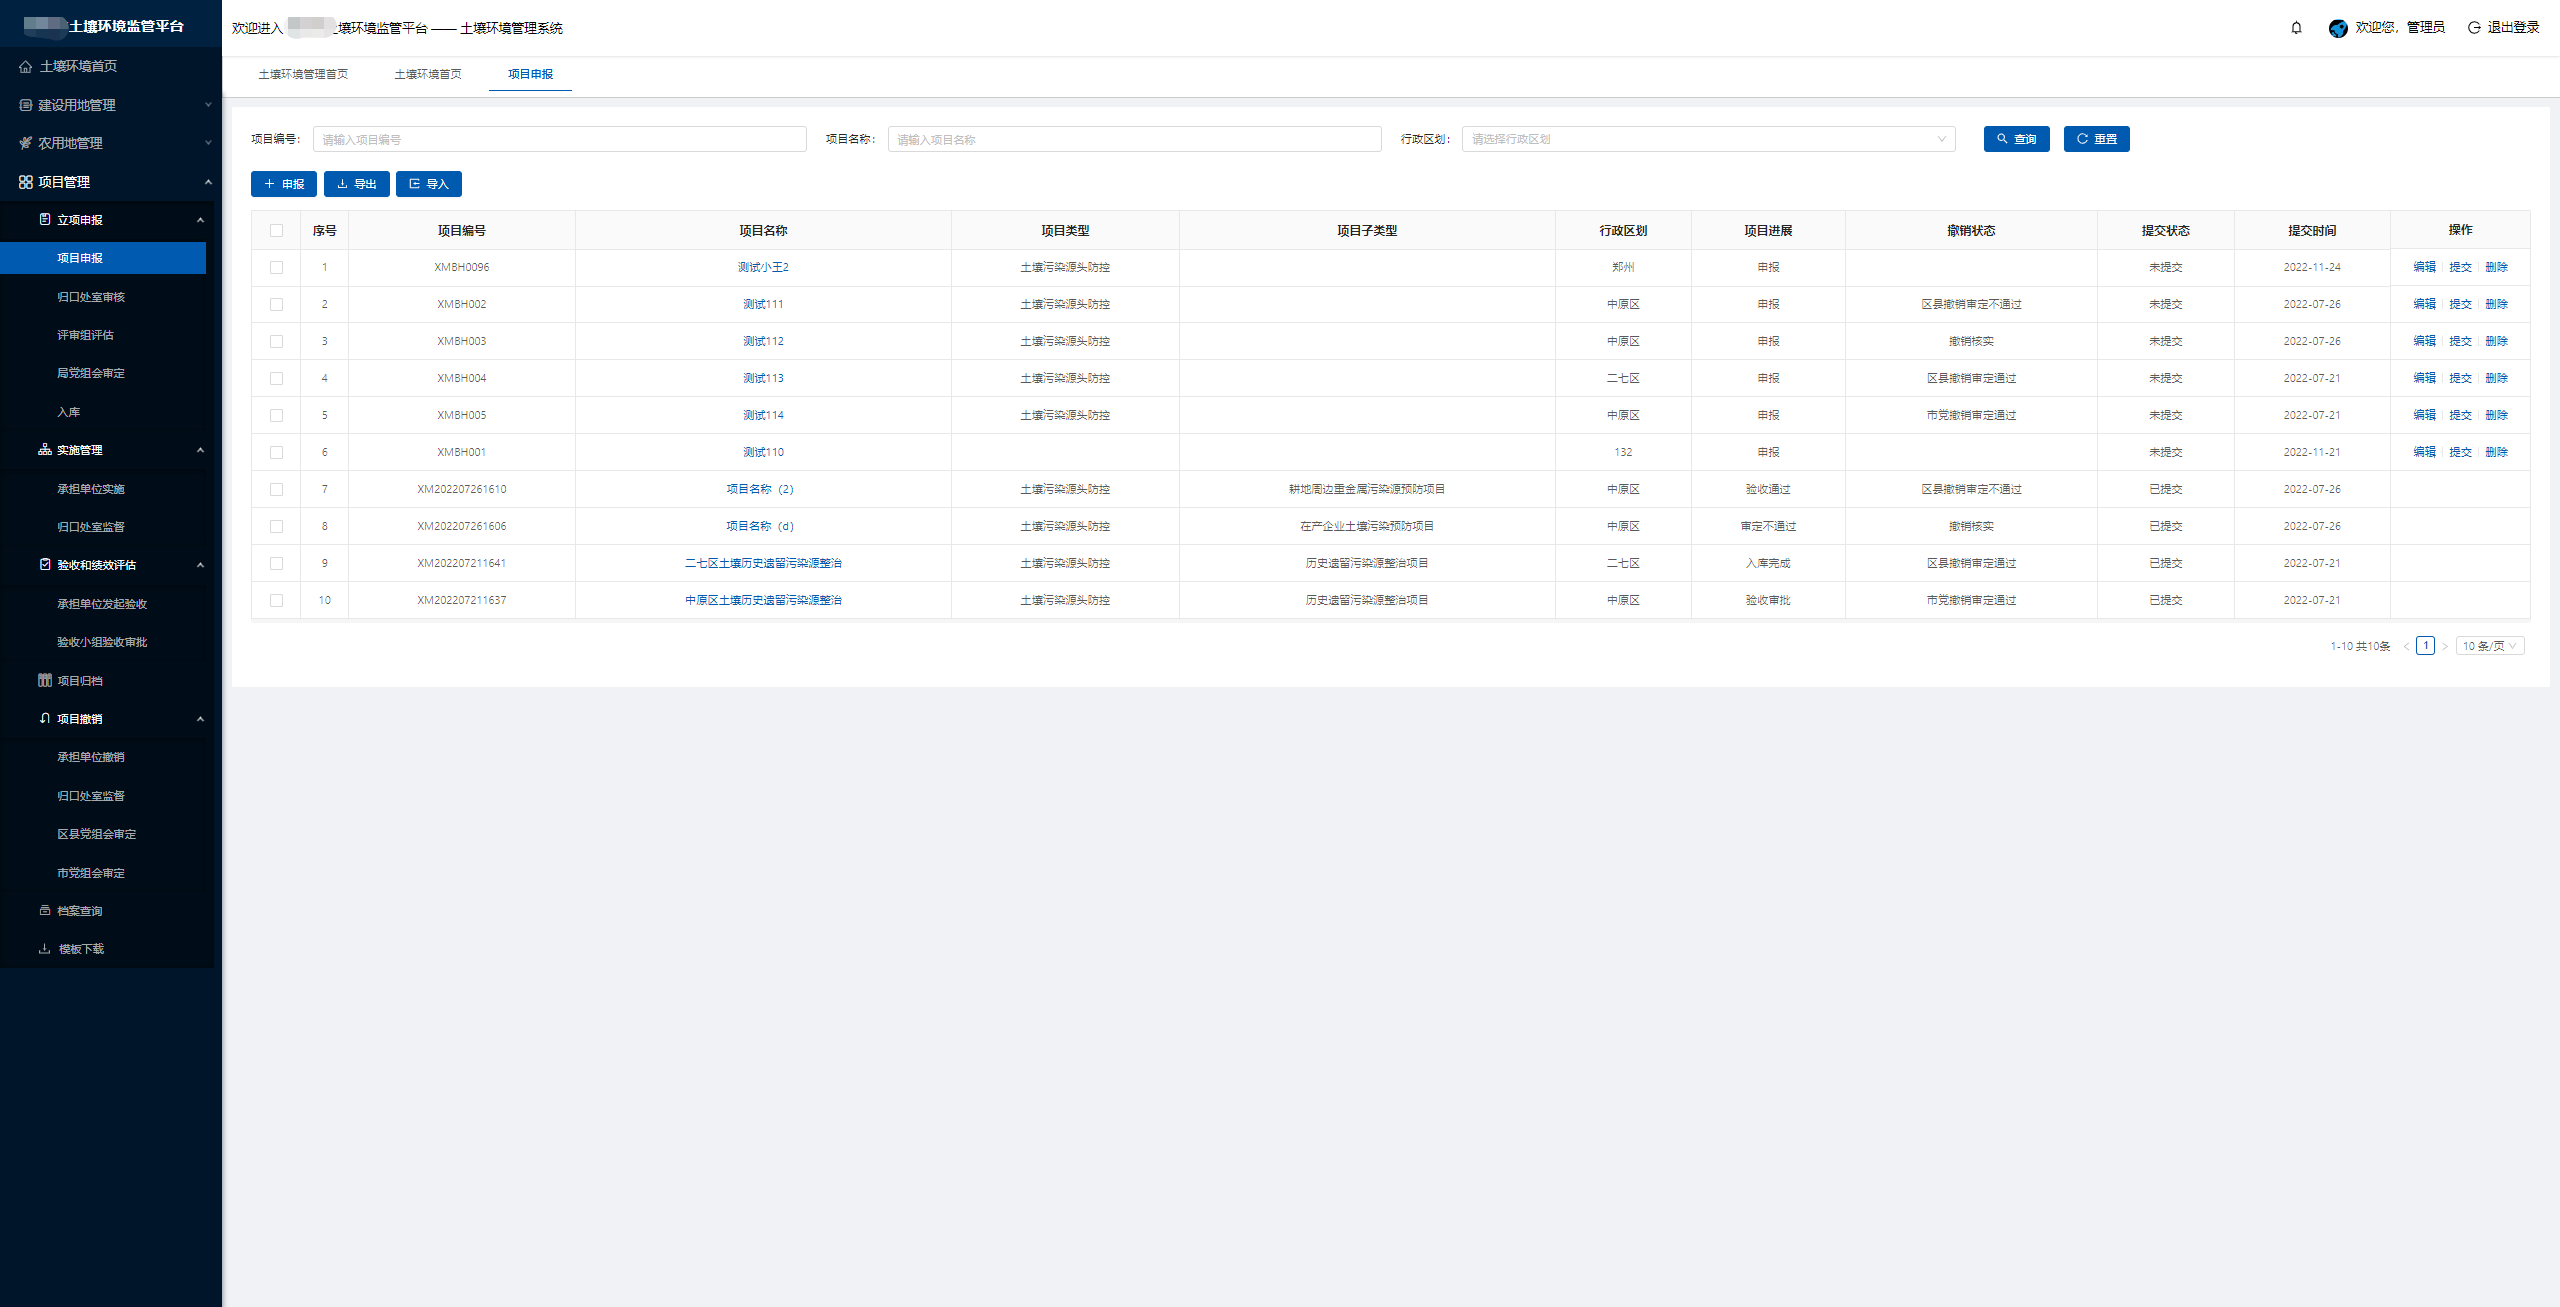 土壤环境监管平台
土壤环境首页
建设用地管理
农用地管理
项目管理
立项申报
项目申报
归口处室审核
评审组评估
局党组会审定
入库
实施管理
承担单位实施
归口处室监督
验收和绩效评估
承担单位发起验收
验收小组验收审批
项目归档
项目撤销
承担单位撤销
归口处室监督
区县党组会审定
市党组会审定
档案查询
模板下载
欢迎进入 壤环境监管平台 —— 土壤环境管理系统
欢迎您，管理员 退出登录
土壤环境管理首页 土壤环境首页 项目申报
项目编号： 请输入项目编号 项目名称： 请输入项目名称 行政区划： 请选择行政区划 查询 重置
申报 导出 导入
序号 项目编号 项目名称 项目类型 项目子类型 行政区划 项目进展 撤销状态 提交状态 提交时间 操作
1 XMBH0096 测试小王2 土壤污染源头防控 郑州 申报 未提交 2022-11-24 编辑 提交 删除
2 XMBH002 测试111 土壤污染源头防控 中原区 申报 区县撤销审定不通过 未提交 2022-07-26 编辑 提交 删除
3 XMBH003 测试112 土壤污染源头防控 中原区 申报 撤销核实 未提交 2022-07-26 编辑 提交 删除
4 XMBH004 测试113 土壤污染源头防控 二七区 申报 区县撤销审定通过 未提交 2022-07-21 编辑 提交 删除
5 XMBH005 测试114 土壤污染源头防控 中原区 申报 市党撤销审定通过 未提交 2022-07-21 编辑 提交 删除
6 XMBH001 测试110 132 申报 未提交 2022-11-21 编辑 提交 删除
7 XM202207261610 项目名称（2） 土壤污染源头防控 耕地周边重金属污染源预防项目 中原区 验收通过 区县撤销审定不通过 已提交 2022-07-26
8 XM202207261606 项目名称（d） 土壤污染源头防控 在产企业土壤污染预防项目 中原区 审定不通过 撤销核实 已提交 2022-07-26
9 XM202207211641 二七区土壤历史遗留污染源整治 土壤污染源头防控 历史遗留污染源整治项目 二七区 入库完成 区县撤销审定通过 已提交 2022-07-21
10 XM202207211637 中原区土壤历史遗留污染源整治 土壤污染源头防控 历史遗留污染源整治项目 中原区 验收审批 市党撤销审定通过 已提交 2022-07-21
1-10 共10条 < 1 > 10 条/页